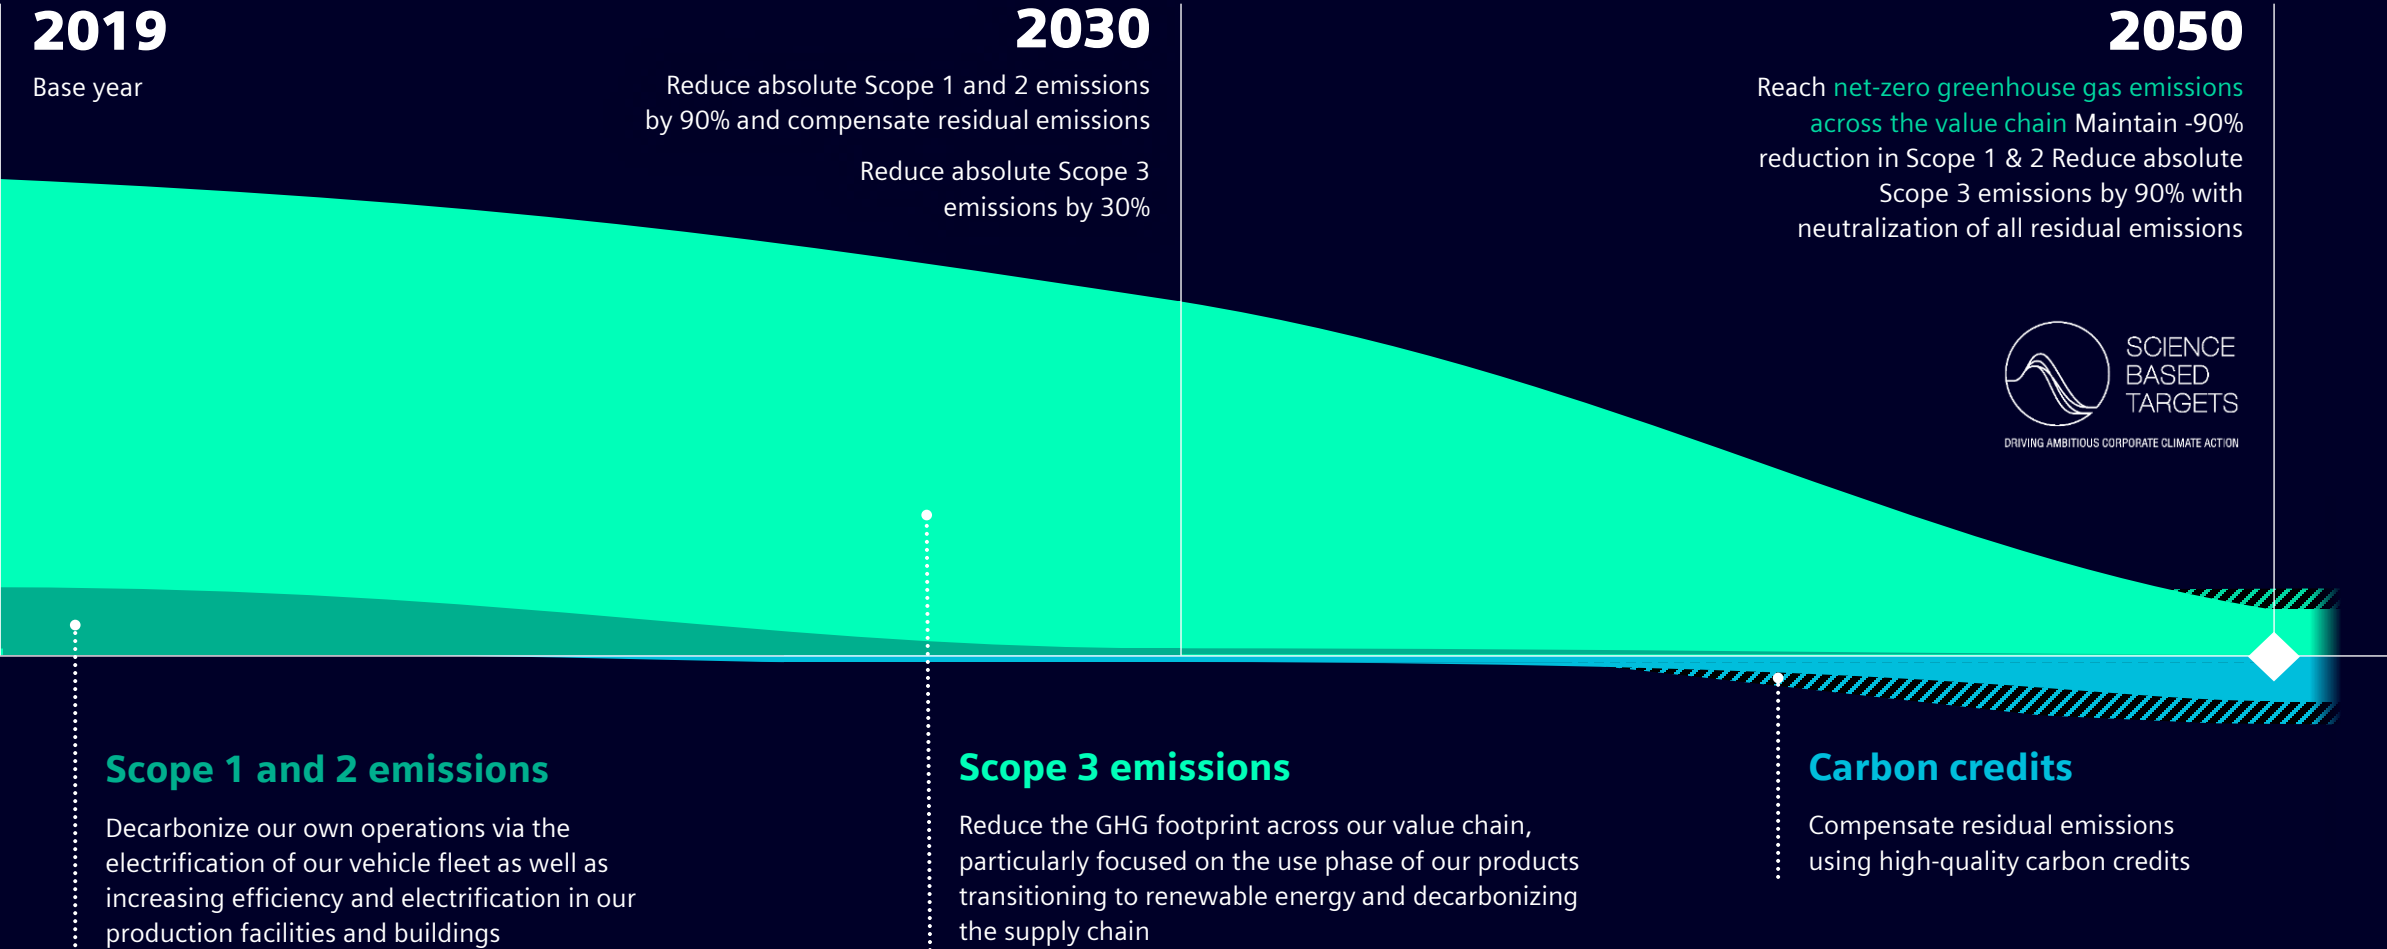 2019
Base year
2030
Reduce absolute Scope 1 and 2 emissions
by 90% and compensate residual emissions
Reduce absolute Scope 3
emissions by 30%
2050
Reach net-zero greenhouse gas emissions
across the value chain Maintain -90%
reduction in Scope 1 & 2 Reduce absolute
Scope 3 emissions by 90% with
neutralization of all residual emissions
SCIENCE
BASED
TARGETS
DRIVING AMBITIOUS CORPORATE CLIMATE ACTION
Scope 1 and 2 emissions
Decarbonize our own operations via the
electrification of our vehicle fleet as well as
increasing efficiency and electrification in our
production facilities and buildings
Scope 3 emissions
Reduce the GHG footprint across our value chain,
particularly focused on the use phase of our products
transitioning to renewable energy and decarbonizing
the supply chain
Carbon credits
Compensate residual emissions
using high-quality carbon credits